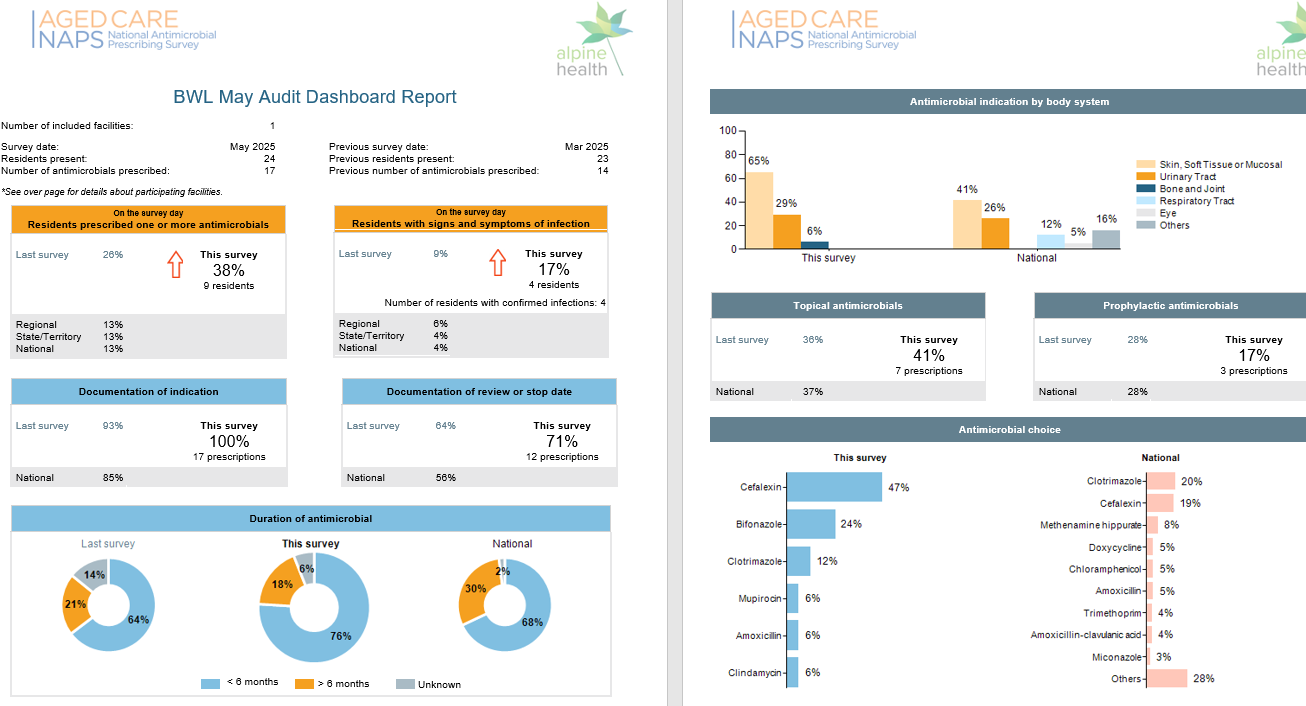 AGED CARE
NAPS National Antimicrobial
Prescribing Survey
alpine
health
BWL May Audit Dashboard Report
Number of included facilities: 1
Survey date: May 2025
Residents present: 24
Number of antimicrobials prescribed: 17
Previous survey date: Mar 2025
Previous residents present: 23
Previous number of antimicrobials prescribed: 14
*See over page for details about participating facilities.
On the survey day
Residents prescribed one or more antimicrobials
Last survey 26%
This survey
38%
9 residents
Regional 13%
State/Territory 13%
National 13%
On the survey day
Residents with signs and symptoms of infection
Last survey 9%
This survey
17%
4 residents
Number of residents with confirmed infections: 4
Regional 6%
State/Territory 4%
National 4%
Documentation of indication
Last survey 93%
This survey
100%
17 prescriptions
National 85%
Documentation of review or stop date
Last survey 64%
This survey
71%
12 prescriptions
National 56%
Duration of antimicrobial
Last survey
14%
21%
64%
This survey
6%
18%
76%
National
2%
30%
68%
< 6 months
> 6 months
Unknown
AGED CARE
NAPS National Antimicrobial
Prescribing Survey
alpine
health
Antimicrobial indication by body system
100
80
60
40
20
0
65%
29%
6%
This survey
41%
26%
12%
5%
16%
National
Skin, Soft Tissue or Mucosal
Urinary Tract
Bone and Joint
Respiratory Tract
Eye
Others
Topical antimicrobials
Last survey 36%
This survey
41%
7 prescriptions
National 37%
Prophylactic antimicrobials
Last survey 28%
This survey
17%
3 prescriptions
National 28%
Antimicrobial choice
This survey
Cefalexin 47%
Bifonazole 24%
Clotrimazole 12%
Mupirocin 6%
Amoxicillin 6%
Clindamycin 6%
National
Clotrimazole 20%
Cefalexin 19%
Methenamine hippurate 8%
Doxycycline 5%
Chloramphenicol 5%
Amoxicillin 5%
Trimethoprim 4%
Amoxicillin-clavulanic acid 4%
Miconazole 3%
Others 28%